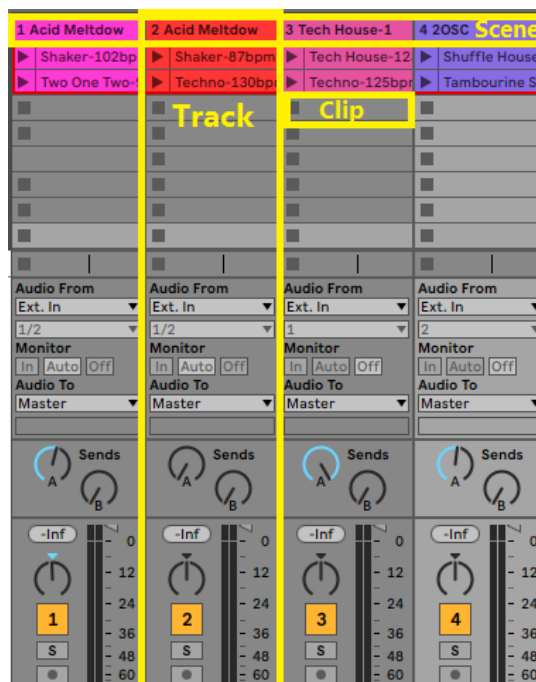 1 Acid Meltdow 2 Acid Meltdow 3 Tech House-1 4 2OSC Scene
Shaker-102bp Shaker-87bpm Tech House-12 Shuffle House
Two One Two-9 Techno-130bp Techno-125bp Tambourine S
Track Clip
Audio From Audio From Audio From Audio From
Ext. In Ext. In Ext. In Ext. In
1/2 1/2 1 2
Monitor Monitor Monitor Monitor
In Auto Off In Auto Off In Auto Off In Auto Off
Audio To Audio To Audio To Audio To
Master Master Master Master
Sends Sends Sends Sends
A A A A
B B B B
-Inf 0 -Inf 0 -Inf 0 -Inf 0
12 12 12 12
24 24 24 24
1 2 3 4
36 36 36 36
S 48 S 48 S 48 S 48
60 60 60 60